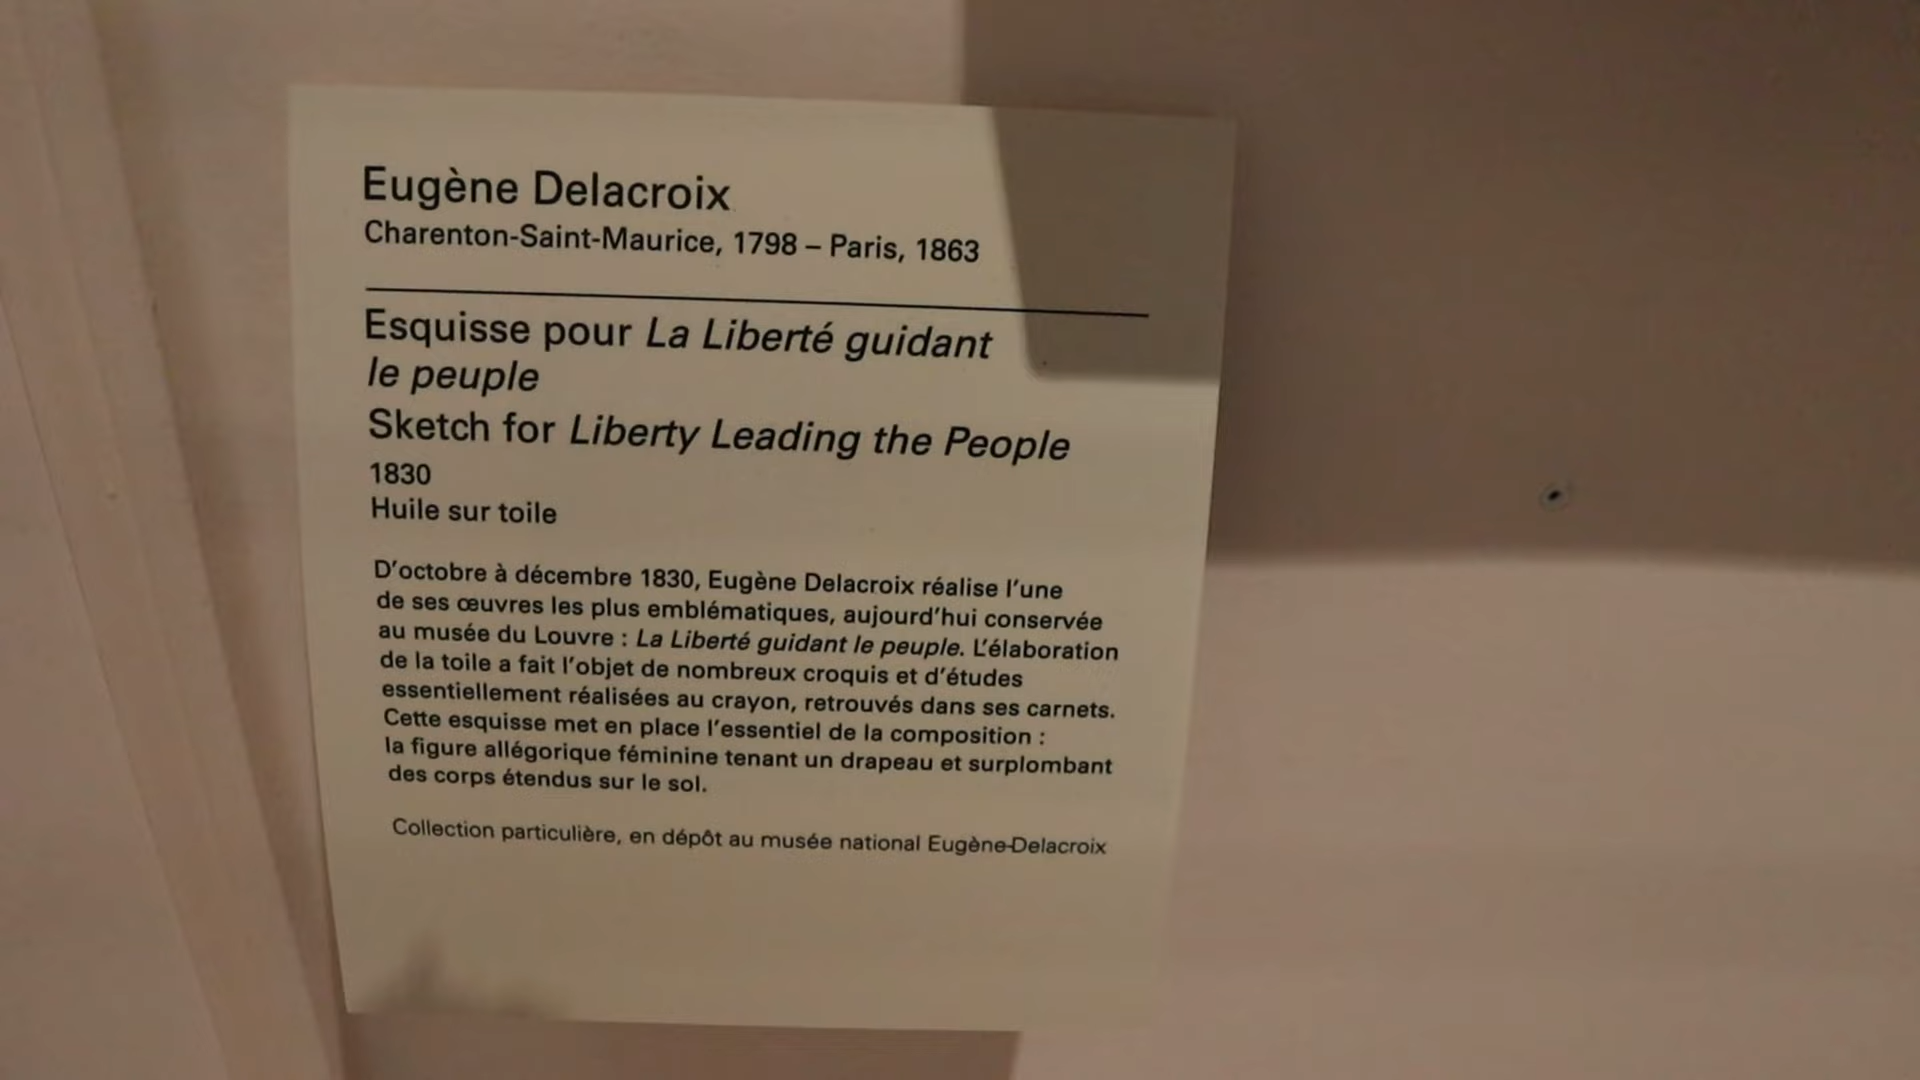 Eugène Delacroix
Charenton-Saint-Maurice, 1798 – Paris, 1863
Esquisse pour La Liberté guidant
le peuple
Sketch for Liberty Leading the People
1830
Huile sur toile
D'octobre à décembre 1830, Eugène Delacroix réalise l'une
de ses œuvres les plus emblématiques, aujourd'hui conservée
au musée du Louvre : La Liberté guidant le peuple. L'élaboration
de la toile a fait l'objet de nombreux croquis et d'études
essentiellement réalisées au crayon, retrouvés dans ses carnets.
Cette esquisse met en place l'essentiel de la composition :
la figure allégorique féminine tenant un drapeau et surplombant
des corps étendus sur le sol.
Collection particulière, en dépôt au musée national Eugène-Delacroix